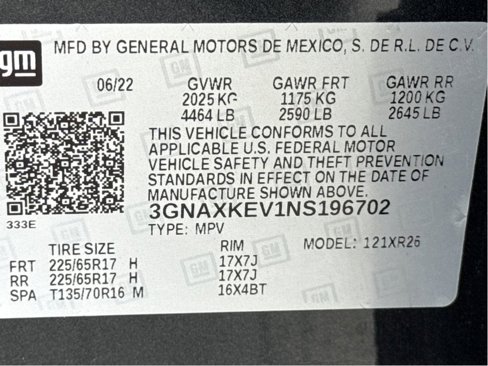 gm
MFD BY GENERAL MOTORS DE MEXICO, S. DE R.L. DE C.V.
06/22 GVWR GAWR FRT GAWR RR
2025 KG 1175 KG 1200 KG
4464 LB 2590 LB 2645 LB
THIS VEHICLE CONFORMS TO ALL
APPLICABLE U.S. FEDERAL MOTOR
VEHICLE SAFETY AND THEFT PREVENTION
STANDARDS IN EFFECT ON THE DATE OF
MANUFACTURE SHOWN ABOVE.
333E
3GNAXKEV1NS196702
TYPE: MPV
TIRE SIZE RIM MODEL: 121XR26
FRT 225/65R17 H 17X7J
RR 225/65R17 H 17X7J
SPA T135/70R16 M 16X4BT